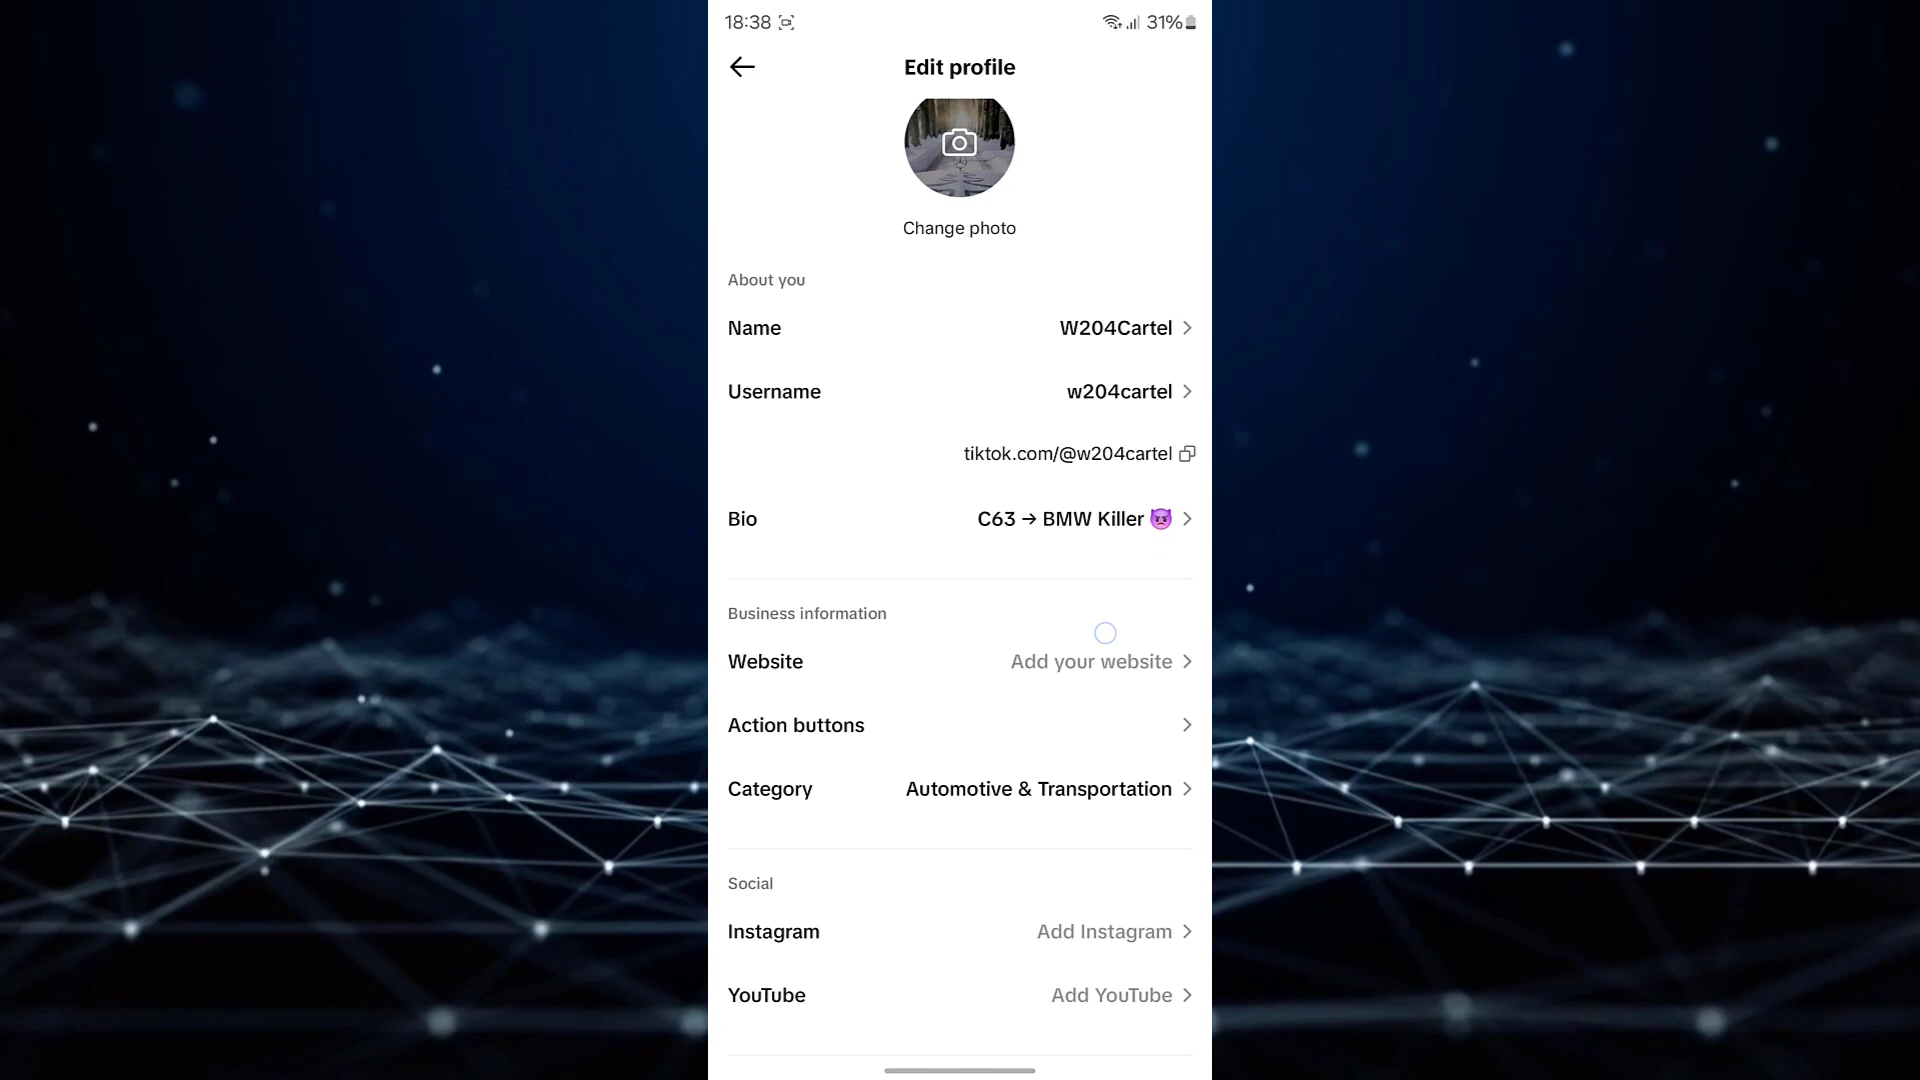 18:38 31%
Edit profile
Change photo
About you
Name W204Cartel
Username w204cartel
tiktok.com/@w204cartel
Bio C63 → BMW Killer 👿
Business information
Website Add your website
Action buttons
Category Automotive & Transportation
Social
Instagram Add Instagram
YouTube Add YouTube